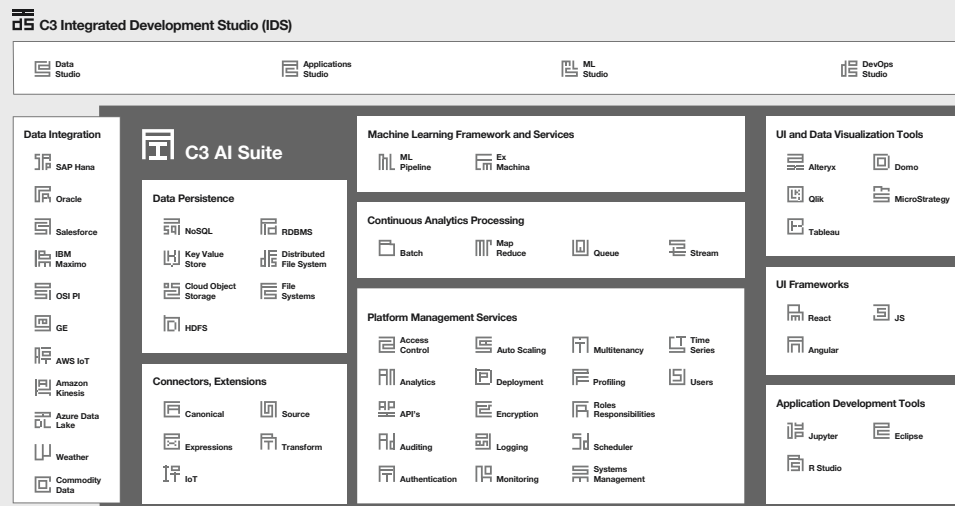 C3 Integrated Development Studio (IDS)
Data
Studio
Applications
Studio
ML
Studio
DevOps
Studio
Data Integration
SAP Hana
Oracle
Salesforce
IBM
Maximo
OSI PI
GE
AWS IoT
Amazon
Kinesis
Azure Data
Lake
Weather
Commodity
Data
C3 AI Suite
Data Persistence
NoSQL
RDBMS
Key Value
Store
Distributed
File System
Cloud Object
Storage
File
Systems
HDFS
Connectors, Extensions
Canonical
Source
Expressions
Transform
IoT
Machine Learning Framework and Services
ML
Pipeline
Ex
Machina
Continuous Analytics Processing
Batch
Map
Reduce
Queue
Stream
Platform Management Services
Access
Control
Auto Scaling
Multitenancy
Time
Series
Analytics
Deployment
Profiling
Users
API's
Encryption
Roles
Responsibilities
Auditing
Logging
Scheduler
Authentication
Monitoring
Systems
Management
UI and Data Visualization Tools
Alteryx
Domo
Qlik
MicroStrategy
Tableau
UI Frameworks
React
JS
Angular
Application Development Tools
Jupyter
Eclipse
R Studio